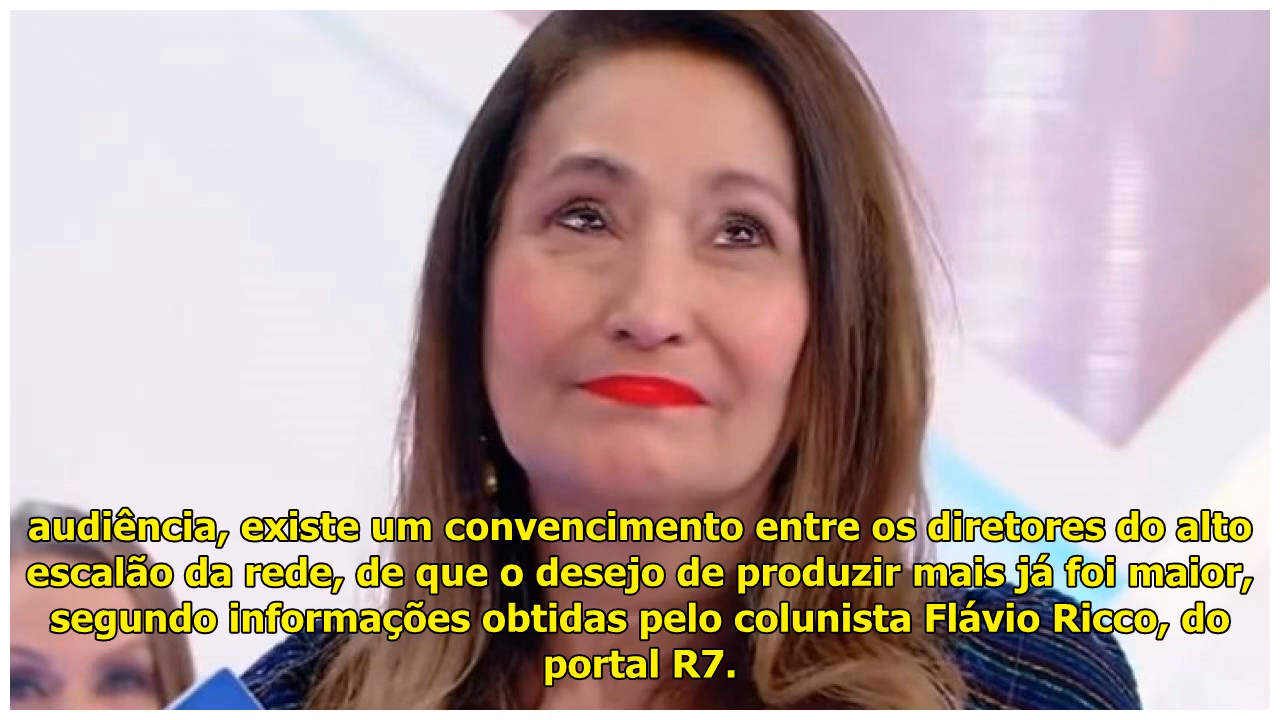 audiência, existe um convencimento entre os diretores do alto
escalão da rede, de que o desejo de produzir mais já foi maior,
segundo informações obtidas pelo colunista Flávio Ricco, do
portal R7.